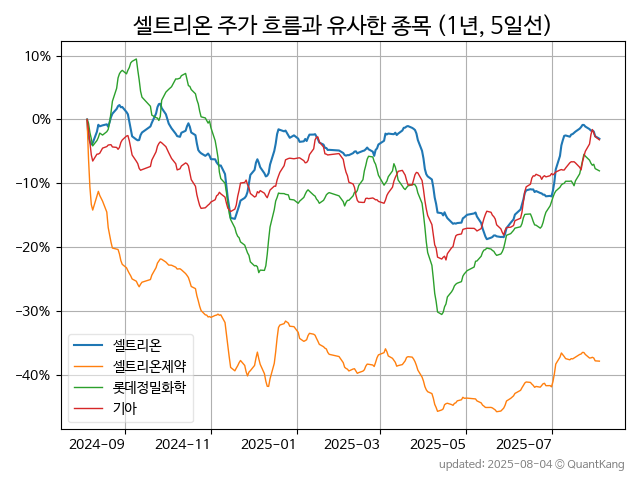 셀트리온 주가 흐름과 유사한 종목 (1년, 5일선)
10%
0%
−10%
−20%
−30%
−40%
셀트리온
셀트리온제약
롯데정밀화학
기아
2024−09
2024−11
2025−01
2025−03
2025−05
2025−07
updated: 2025-08-04 © QuantKang